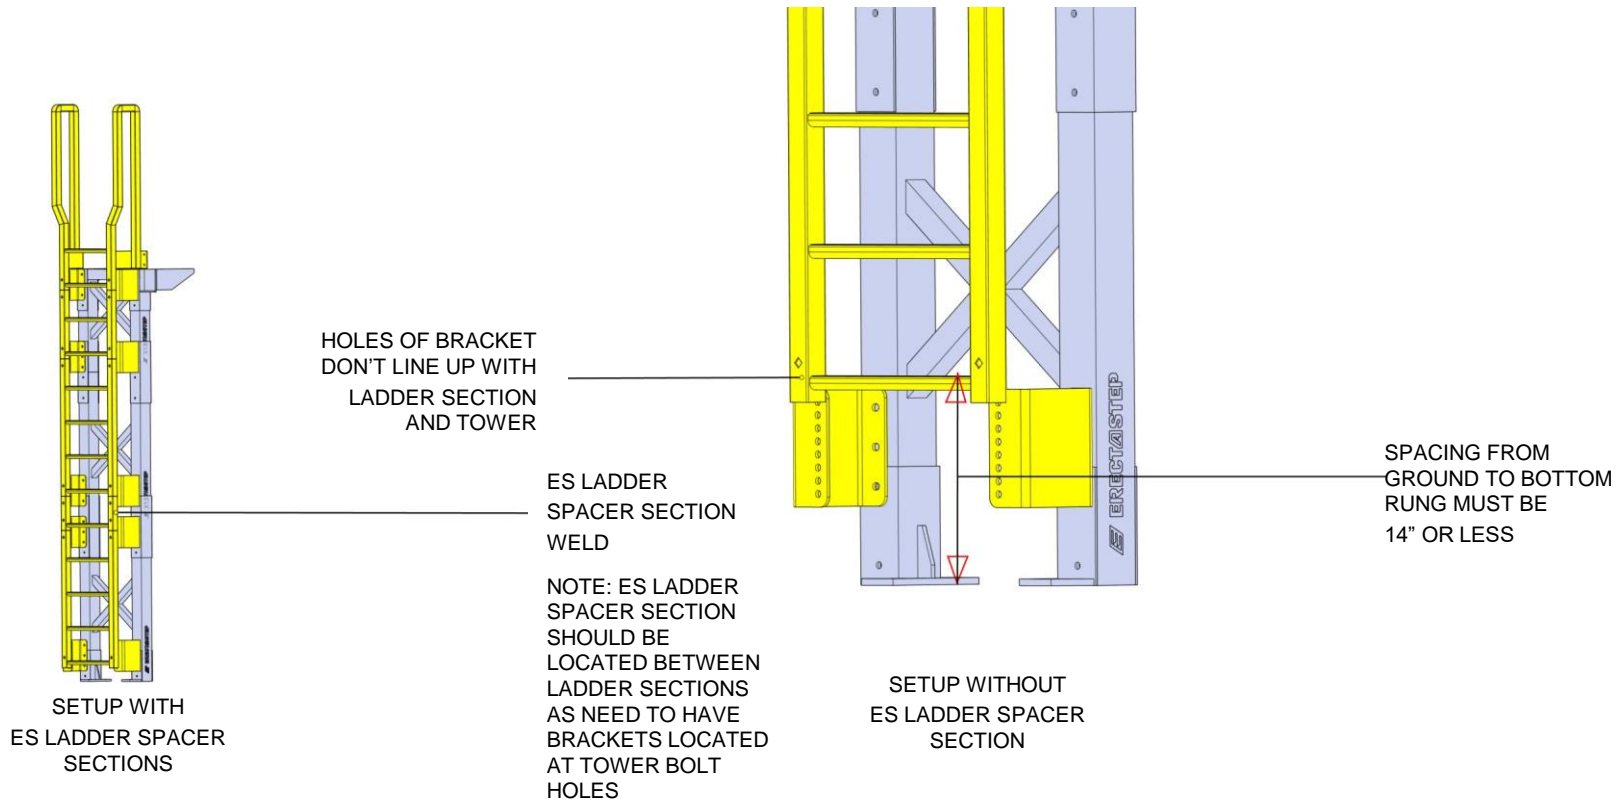 HOLES OF BRACKET
DON'T LINE UP WITH
LADDER SECTION
AND TOWER
ES LADDER
SPACER SECTION
WELD
NOTE: ES LADDER
SPACER SECTION
SHOULD BE
LOCATED BETWEEN
LADDER SECTIONS
AS NEED TO HAVE
BRACKETS LOCATED
AT TOWER BOLT
HOLES
SETUP WITH
ES LADDER SPACER
SECTIONS
ERECTASTEP
SPACING FROM
GROUND TO BOTTOM
RUNG MUST BE
14” OR LESS
SETUP WITHOUT
ES LADDER SPACER
SECTION